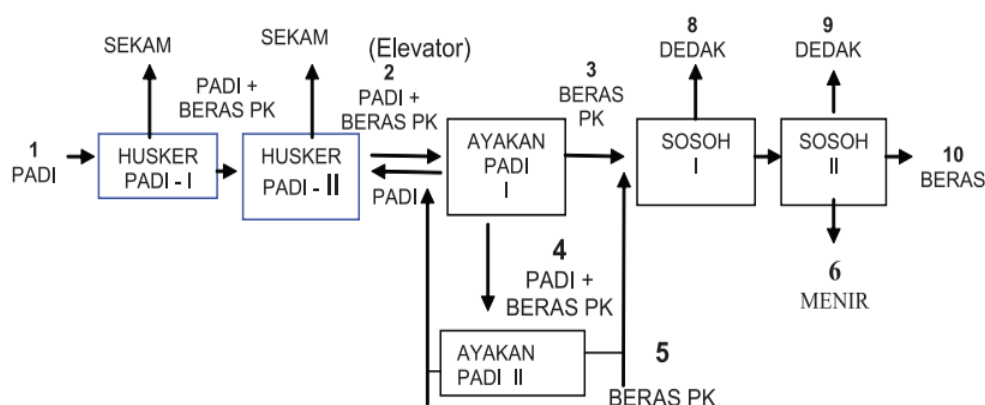 SEKAM
SEKAM
(Elevator)
2
PADI +
BERAS PK
PADI +
BERAS PK
3
BERAS
PK
8
DEDAK
9
DEDAK
1
PADI
HUSKER
PADI - I
HUSKER
PADI - II
PADI
AYAKAN
PADI
I
SOSOH
I
SOSOH
II
10
BERAS
4
PADI +
BERAS PK
6
MENIR
AYAKAN
PADI II
5
BERAS PK